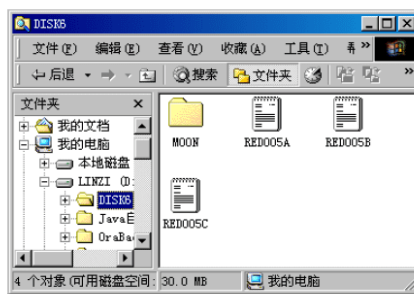 DISK6
文件(F) 编辑(E) 查看(V) 收藏(A) 工具(T) »
后退 搜索 文件夹 »
文件夹 ×
我的文档
我的电脑
本地磁盘
LINZI (D:
DISK6
Java
OraBa
MOON RED005A RED005B
RED005C
4 个对象(可用磁盘空间: 30.0 MB 我的电脑